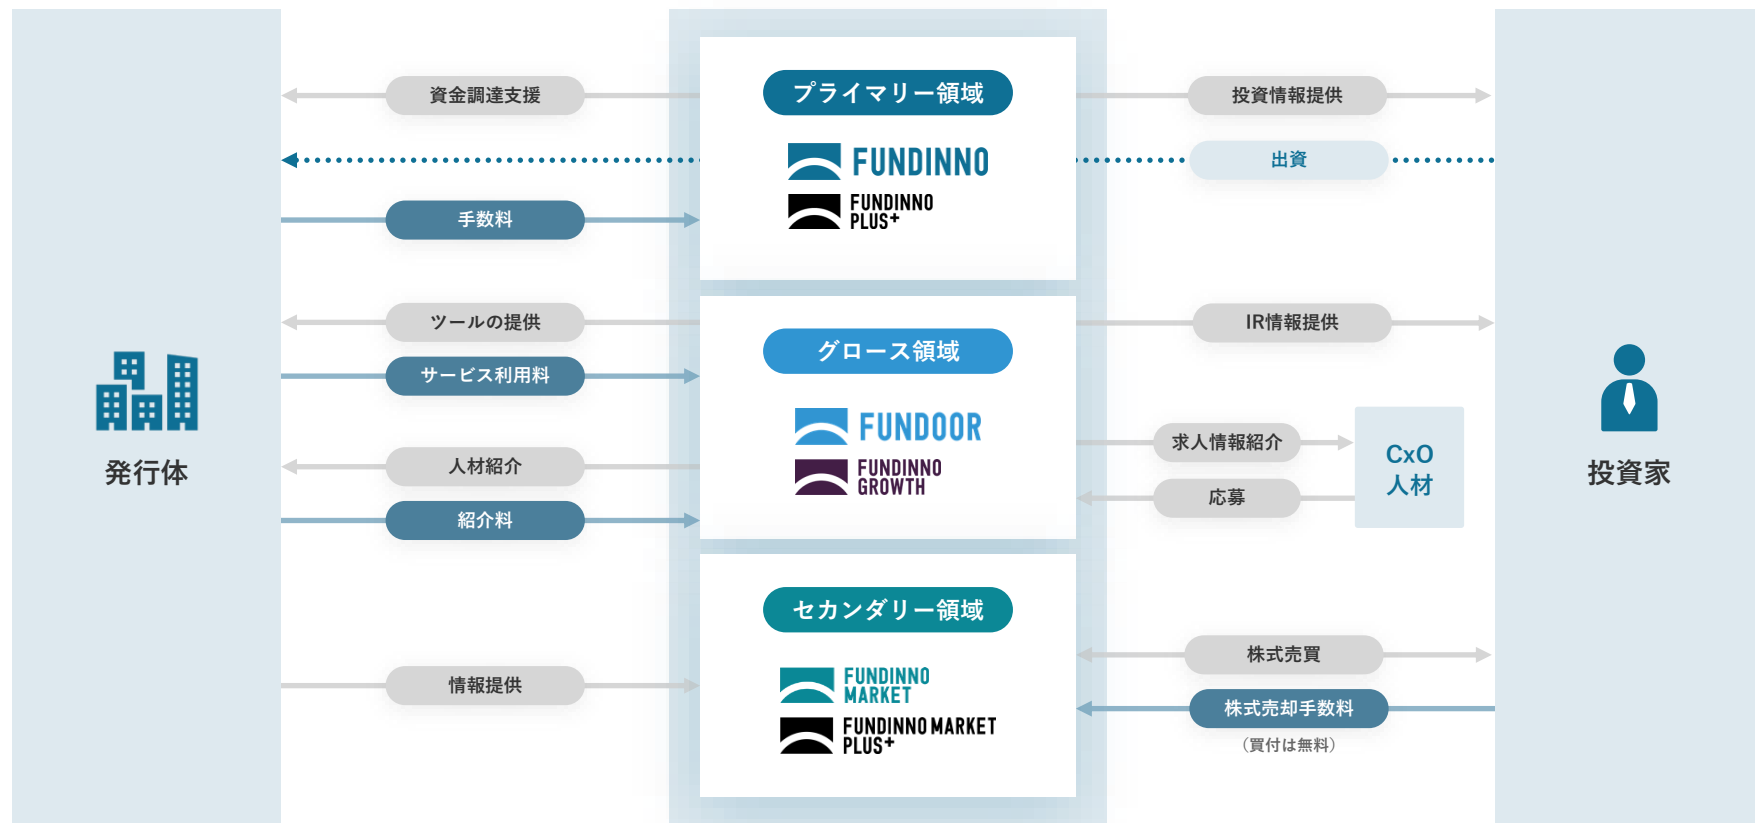 発行体
資金調達支援
手数料
ツールの提供
サービス利用料
人材紹介
紹介料
情報提供
プライマリー領域
FUNDINNO
FUNDINNO
PLUS+
グロース領域
FUNDOOR
FUNDINNO
GROWTH
セカンダリー領域
FUNDINNO
MARKET
FUNDINNO MARKET
PLUS+
投資情報提供
出資
IR情報提供
求人情報紹介
応募
CxO
人材
株式売買
株式売却手数料
（買付は無料）
投資家